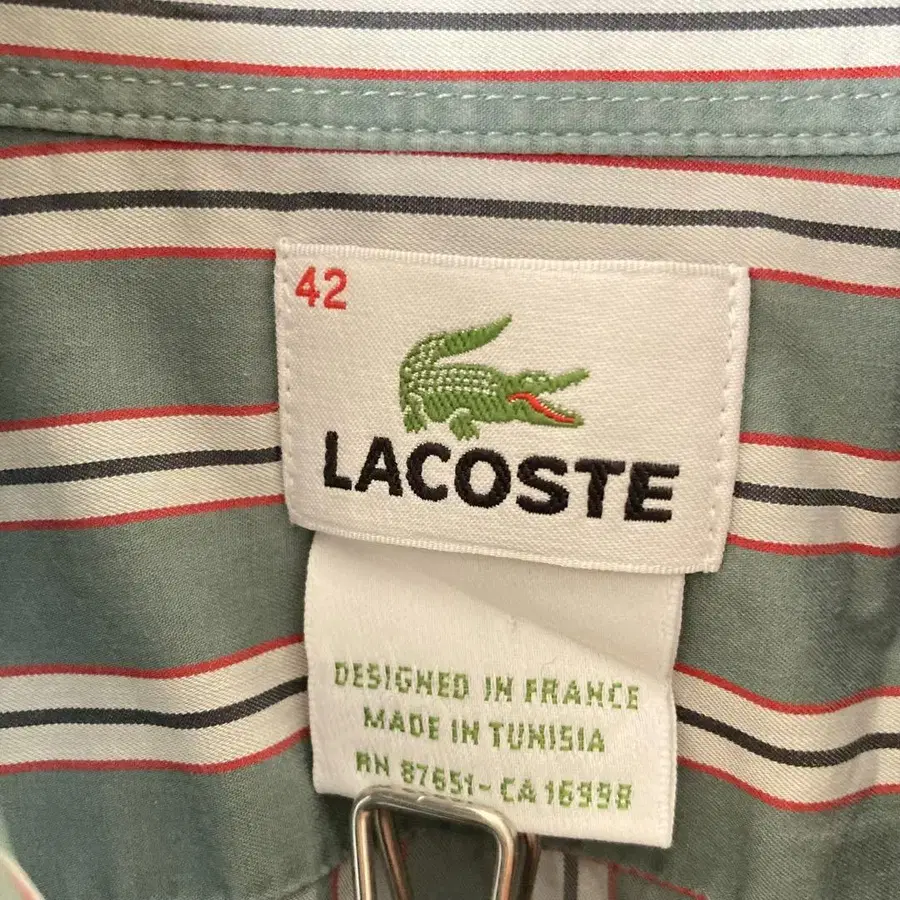 42
LACOSTE
DESIGNED IN FRANCE
MADE IN TUNISIA
RN 87651-CA 16998